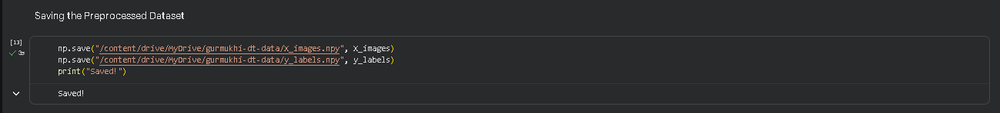 Saving the Preprocessed Dataset
[13]
3s
np.save("/content/drive/MyDrive/gurmukhi-dt-data/X_images.npy", X_images)
np.save("/content/drive/MyDrive/gurmukhi-dt-data/y_labels.npy", y_labels)
print("Saved!")
Saved!